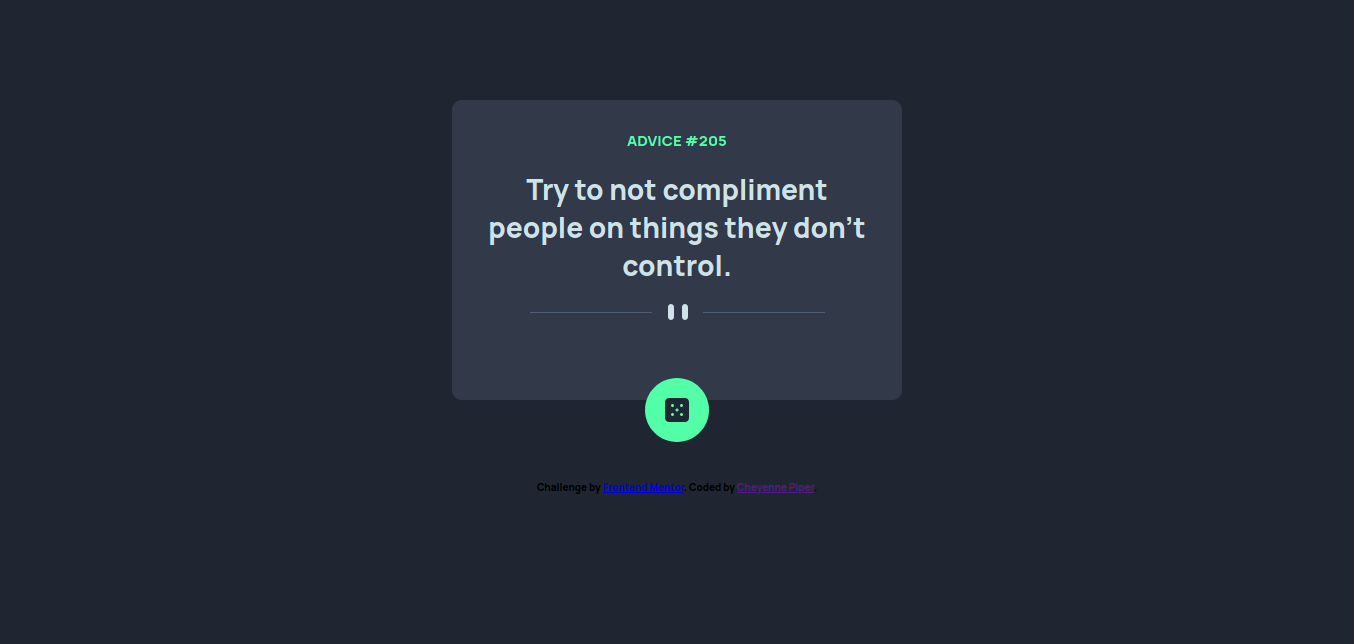 ADVICE #205
Try to not compliment
people on things they don't
control.
Challenge by Frontend Mentor. Coded by Cheyenne Piper.